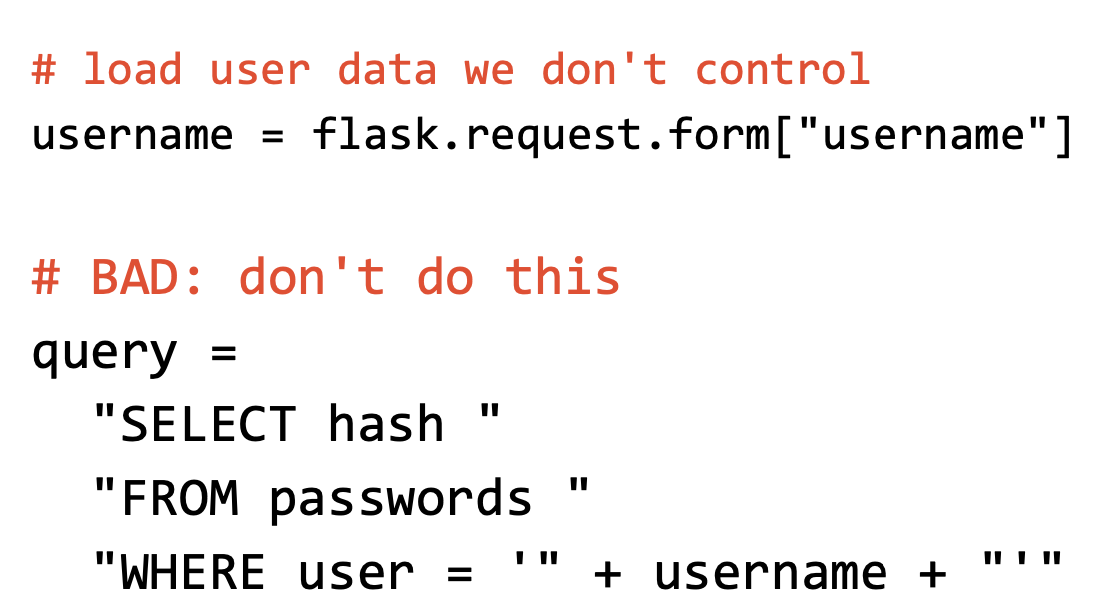 # load user data we don't control
username = flask.request.form["username"]
# BAD: don't do this
query =
"SELECT hash "
"FROM passwords "
"WHERE user = '" + username + "'"